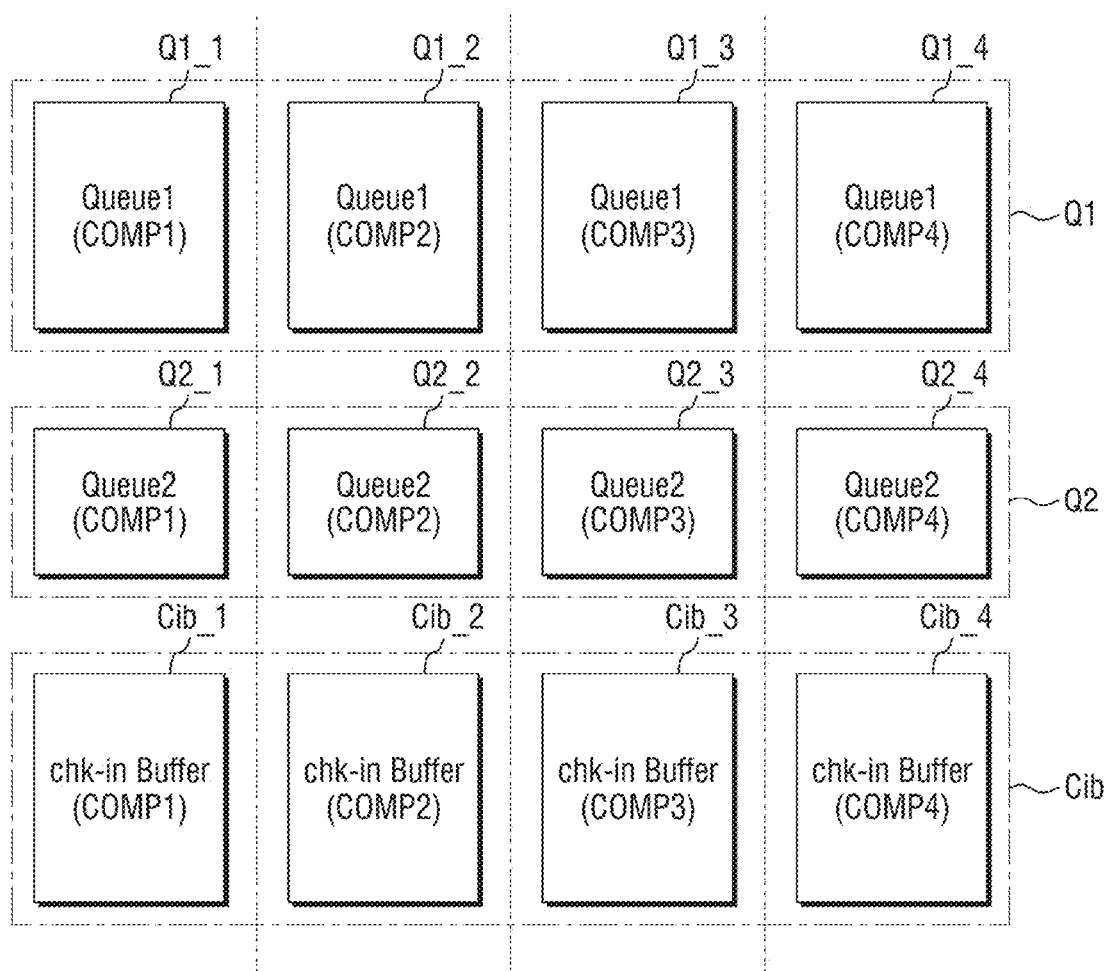 Q1_1 Q1_2 Q1_3 Q1_4
Queue1 Queue1 Queue1 Queue1
(COMP1) (COMP2) (COMP3) (COMP4)
Q1
Q2_1 Q2_2 Q2_3 Q2_4
Queue2 Queue2 Queue2 Queue2
(COMP1) (COMP2) (COMP3) (COMP4)
Q2
Cib_1 Cib_2 Cib_3 Cib_4
chk-in Buffer chk-in Buffer chk-in Buffer chk-in Buffer
(COMP1) (COMP2) (COMP3) (COMP4)
Cib